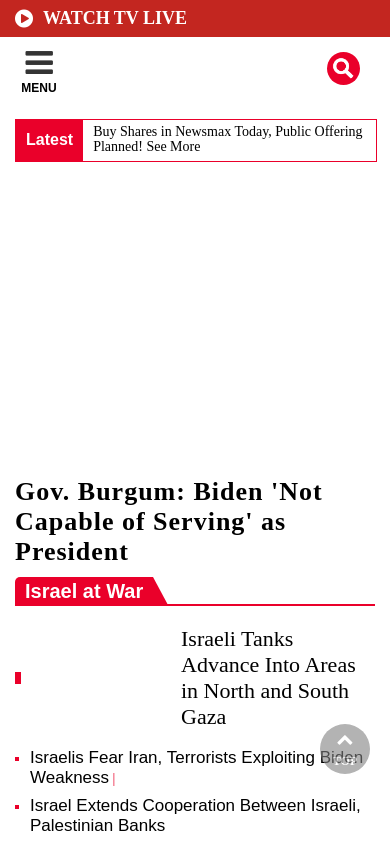 WATCH TV LIVE
MENU
Latest
Buy Shares in Newsmax Today, Public Offering
Planned! See More
Gov. Burgum: Biden 'Not
Capable of Serving' as
President
Israel at War
Israeli Tanks
Advance Into Areas
in North and South
Gaza
Israelis Fear Iran, Terrorists Exploiting Biden
Weakness |
TOP
Israel Extends Cooperation Between Israeli,
Palestinian Banks